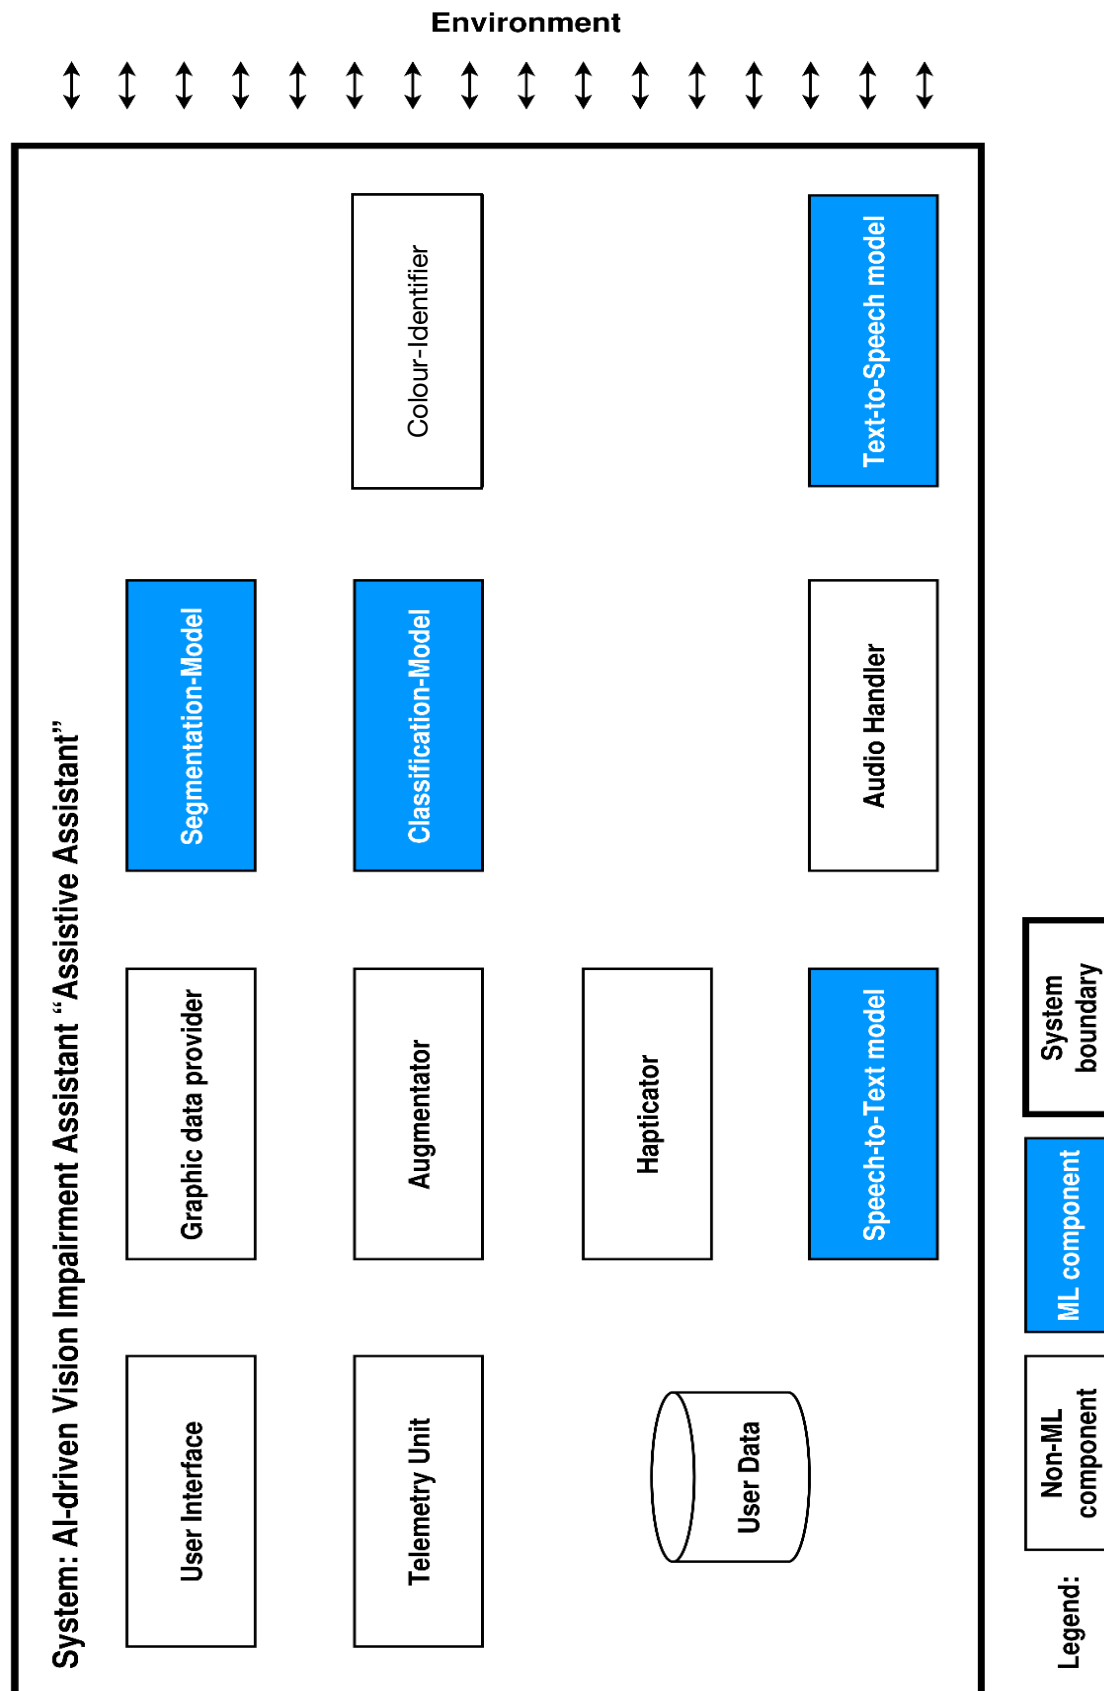 Environment
System: AI-driven Vision Impairment Assistant “Assistive Assistant”
User Interface
Graphic data provider
Segmentation-Model
Telemetry Unit
Augmentator
Classification-Model
Colour-Identifier
User Data
Hapticator
Speech-to-Text model
Audio Handler
Text-to-Speech model
Legend:
Non-ML
component
ML component
System
boundary